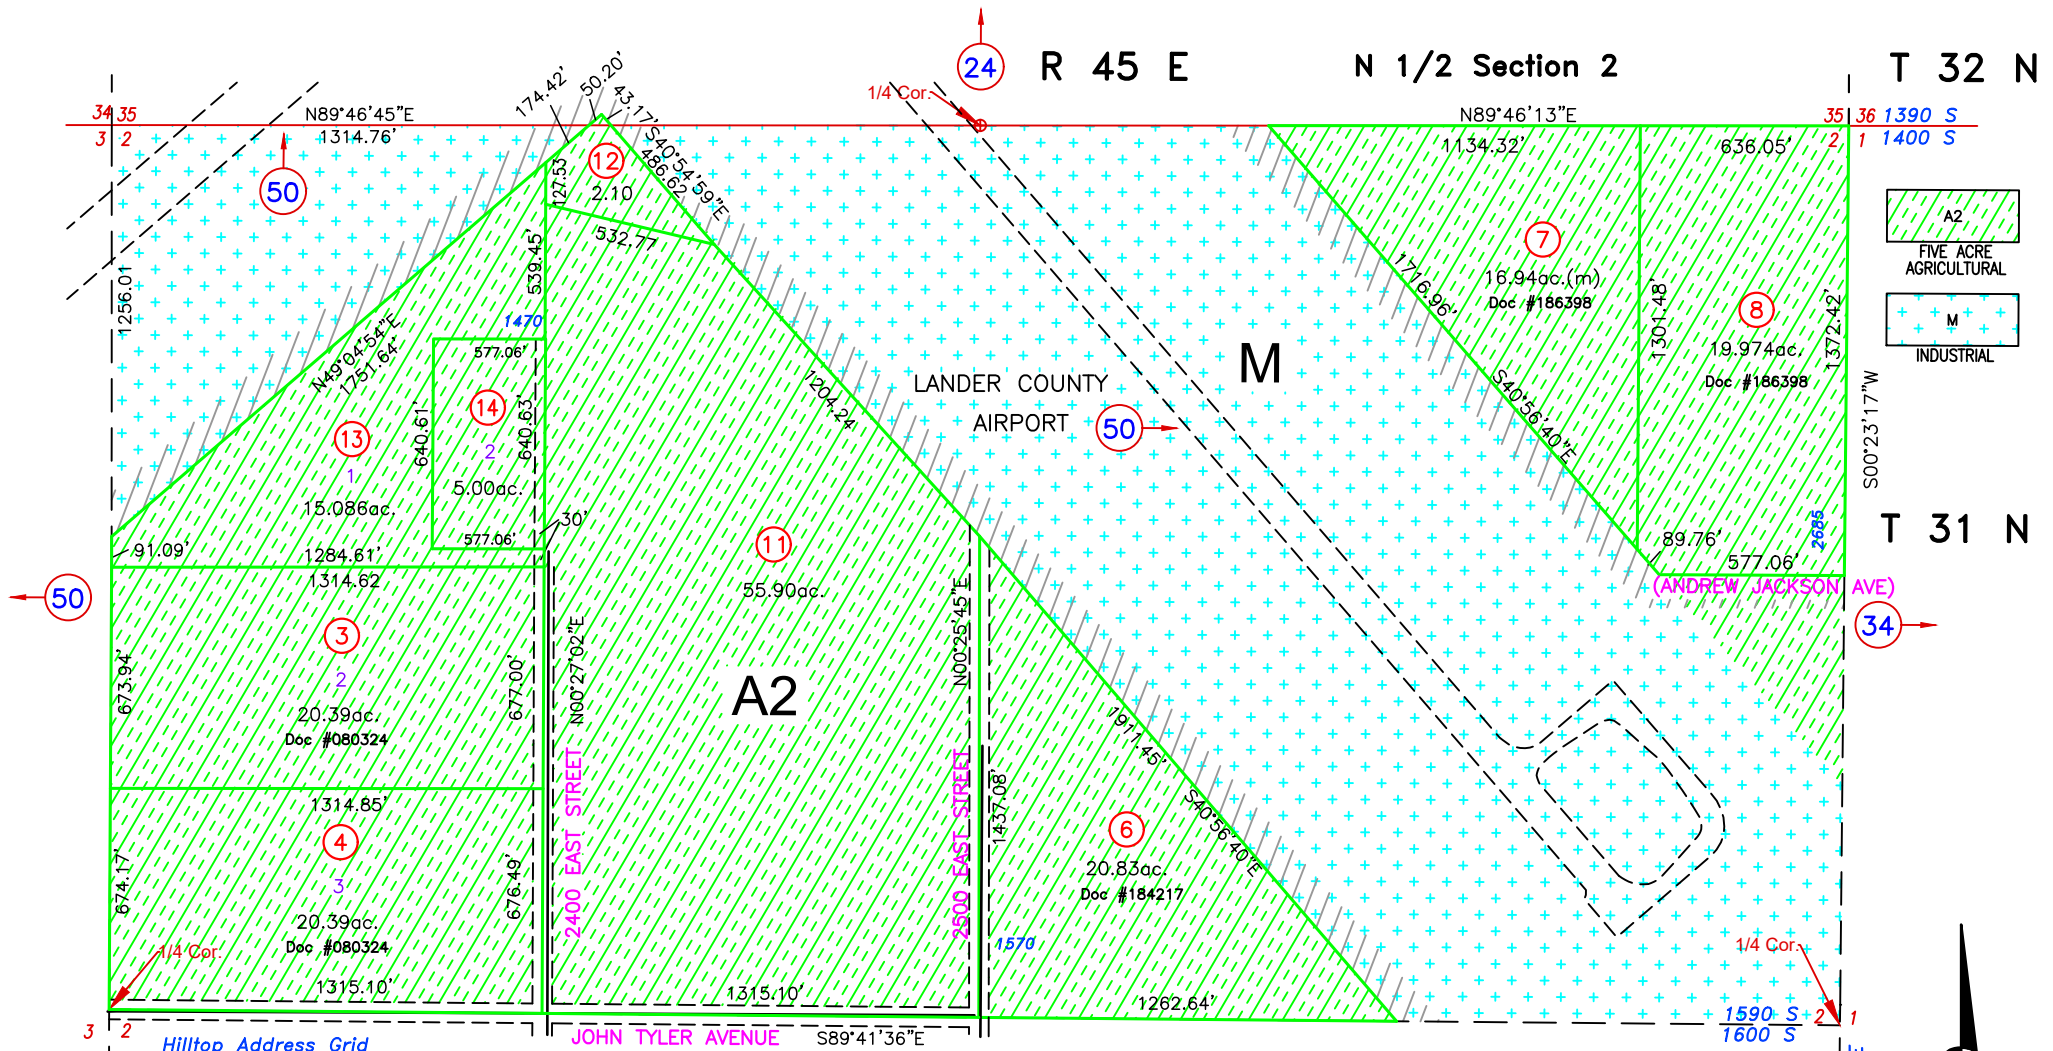 24
R 45 E
N 1/2 Section 2
T 32 N
1/4 Cor.
34 35
3 2
N89°46'45"E
1314.76'
50
174.42'
50.20'
43.17'
S40°54'59"E
486.62
12
2.10
127.53
532.77
N89°46'13"E
1134.32'
636.05'
35 36
2 1
1390 S
1400 S
A2
FIVE ACRE
AGRICULTURAL
M
INDUSTRIAL
1256.01
539.45'
1470
N49°04'54"E
1751.64'
577.06'
14
2
5.00ac.
640.61'
640.63'
577.06'
30'
13
1
15.086ac.
91.09'
1284.61'
1314.62
1204.24'
LANDER COUNTY
AIRPORT
50
M
7
16.94ac.(m)
Doc #186398
1716.96'
S40°56'40"E
1301.48'
8
19.974ac.
Doc #186398
1372.42'
S00°23'17"W
2685
T 31 N
89.76'
577.06'
(ANDREW JACKSON AVE)
34
50
11
55.90ac.
A2
3
2
20.39ac.
Doc #080324
673.94'
677.00'
N00°27'02"E
2400 EAST STREET
N00°25'45"E
2500 EAST STREET
1437.08'
1911.45'
S40°56'40"E
1314.85'
4
3
20.39ac.
Doc #080324
674.17'
676.49'
1/4 Cor.
1315.10'
1315.10'
6
20.83ac.
Doc #184217
1570
1262.64'
1/4 Cor.
1590 S
1600 S
2 1
3 2
Hilltop Address Grid
JOHN TYLER AVENUE
S89°41'36"E